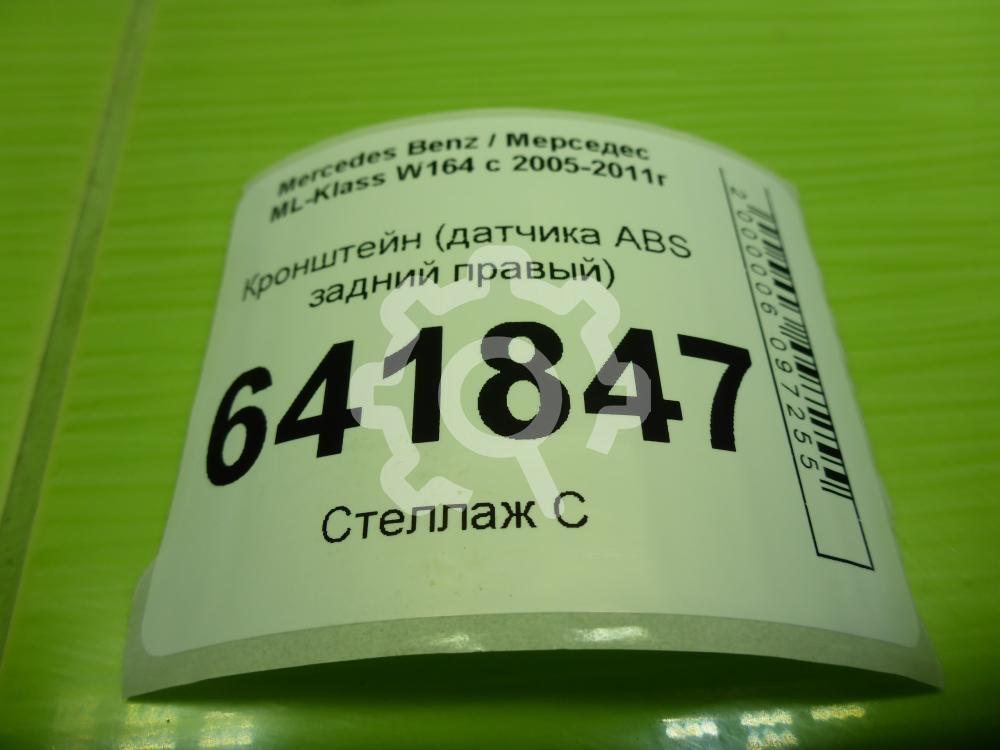 Mercedes Benz / Мерседес
ML-Klass W164 с 2005-2011г
Кронштейн (датчика ABS
задний правый)
641847
Стеллаж С
2000006097255